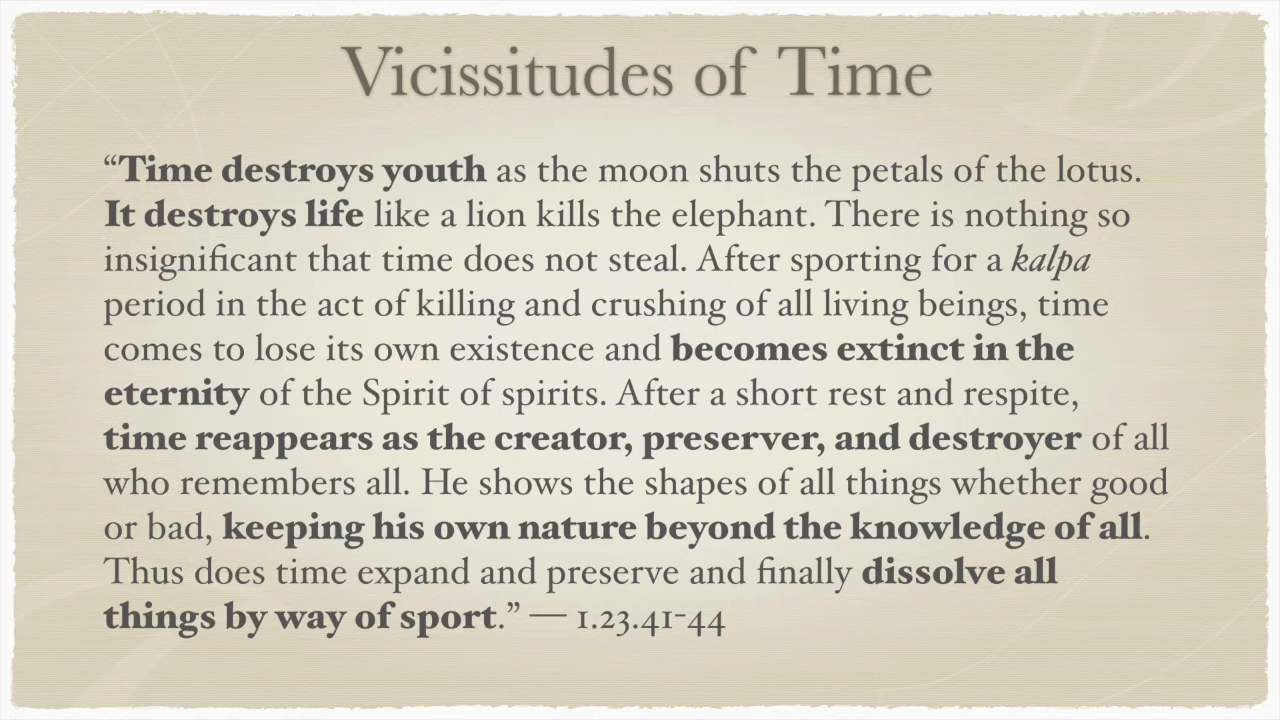 Vicissitudes of Time
“Time destroys youth as the moon shuts the petals of the lotus.
It destroys life like a lion kills the elephant. There is nothing so
insignificant that time does not steal. After sporting for a kalpa
period in the act of killing and crushing of all living beings, time
comes to lose its own existence and becomes extinct in the
eternity of the Spirit of spirits. After a short rest and respite,
time reappears as the creator, preserver, and destroyer of all
who remembers all. He shows the shapes of all things whether good
or bad, keeping his own nature beyond the knowledge of all.
Thus does time expand and preserve and finally dissolve all
things by way of sport.” — 1.23.41-44